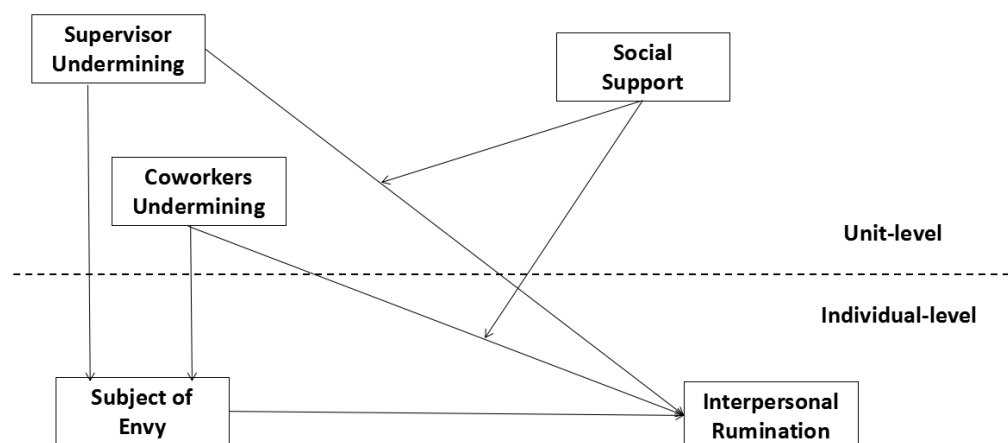 Supervisor
Undermining
Social
Support
Coworkers
Undermining
Unit-level
Individual-level
Subject of
Envy
Interpersonal
Rumination